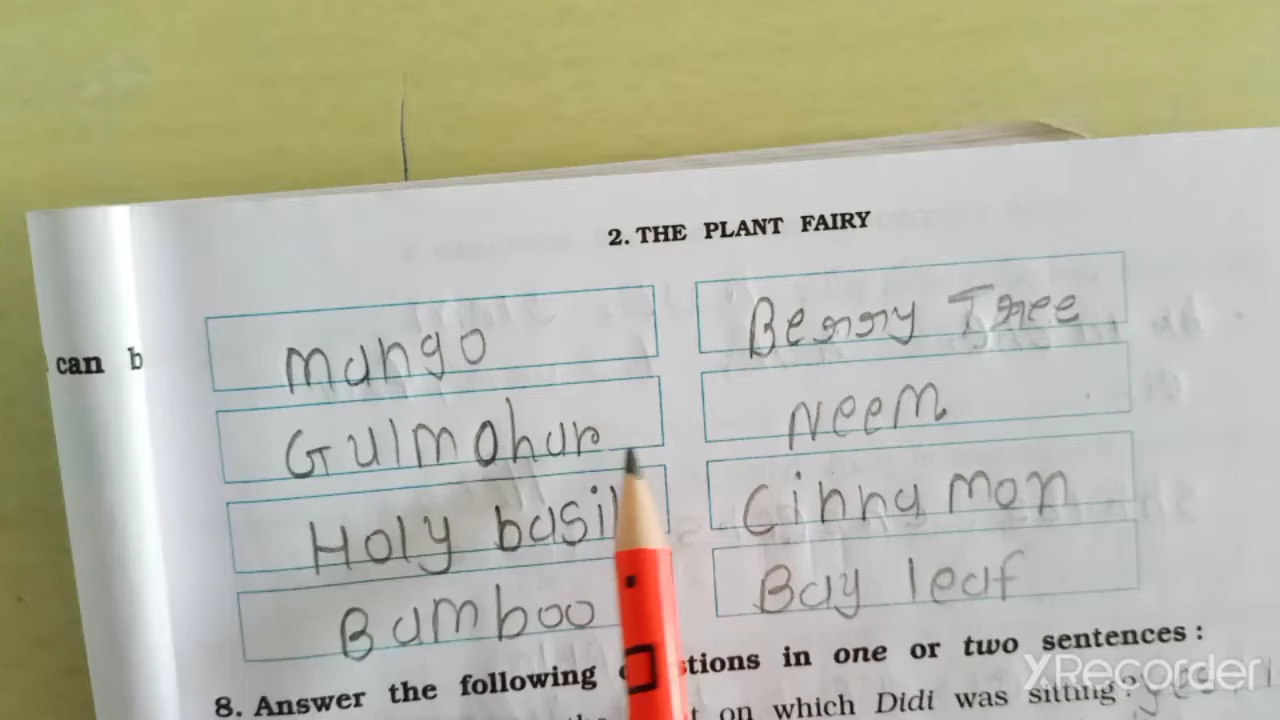 2. THE PLANT FAIRY
can b
Mango
Berry Tree
Gulmohur
Neem
Holy basil
Cinnamon
Bamboo
Bay leaf
8. Answer the following stions in one or two sentences :
on which Didi was sitting ?
XRecorder